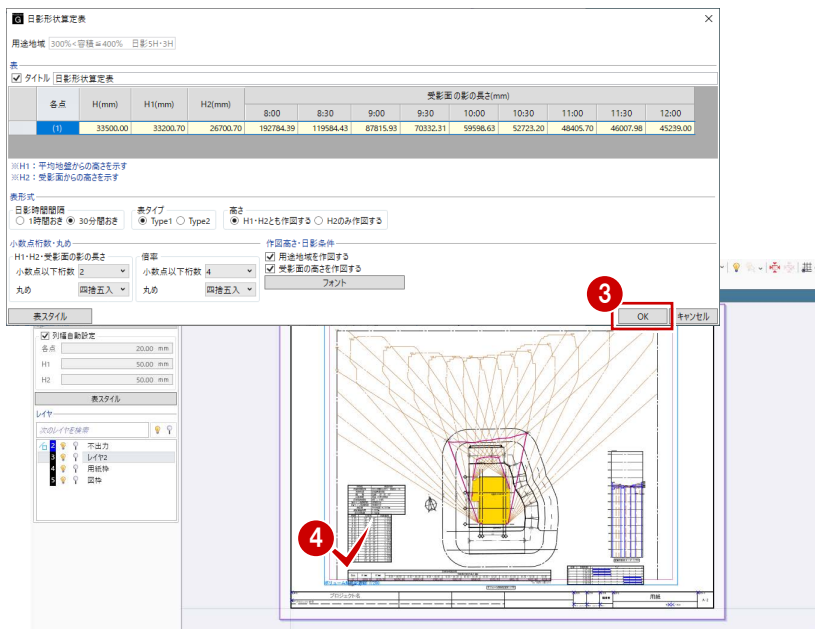 G 日影形状算定表
用途地域 300%<容積≦400% 日影5H・3H
表
タイトル 日影形状算定表
各点 H(mm) H1(mm) H2(mm) 受影面の影の長さ(mm)
8:00 8:30 9:00 9:30 10:00 10:30 11:00 11:30 12:00
(1) 33500.00 33200.70 26700.70 192784.39 119584.43 87815.93 70332.31 59598.63 52723.20 48405.70 46007.98 45239.00
※H1：平均地盤からの高さを示す
※H2：受影面からの高さを示す
表形式
日影時間間隔 表タイプ 高さ
1時間おき 30分間おき Type1 Type2 H1・H2とも作図する H2のみ作図する
小数点桁数・丸め 作図高さ・日影条件
H1・H2・受影面の影の長さ 倍率 用途地域を作図する
小数点以下桁数 2 小数点以下桁数 4 受影面の高さを作図する
フォント
丸め 四捨五入 丸め 四捨五入
3
表スタイル OK キャンセル
列幅自動設定
各点 20.00 mm
H1 50.00 mm
H2 50.00 mm
表スタイル
レイヤ
次のレイヤを検索
2 不出力
3 レイヤ2
4 用紙枠
5 図枠
4
プロジェクト名 用紙